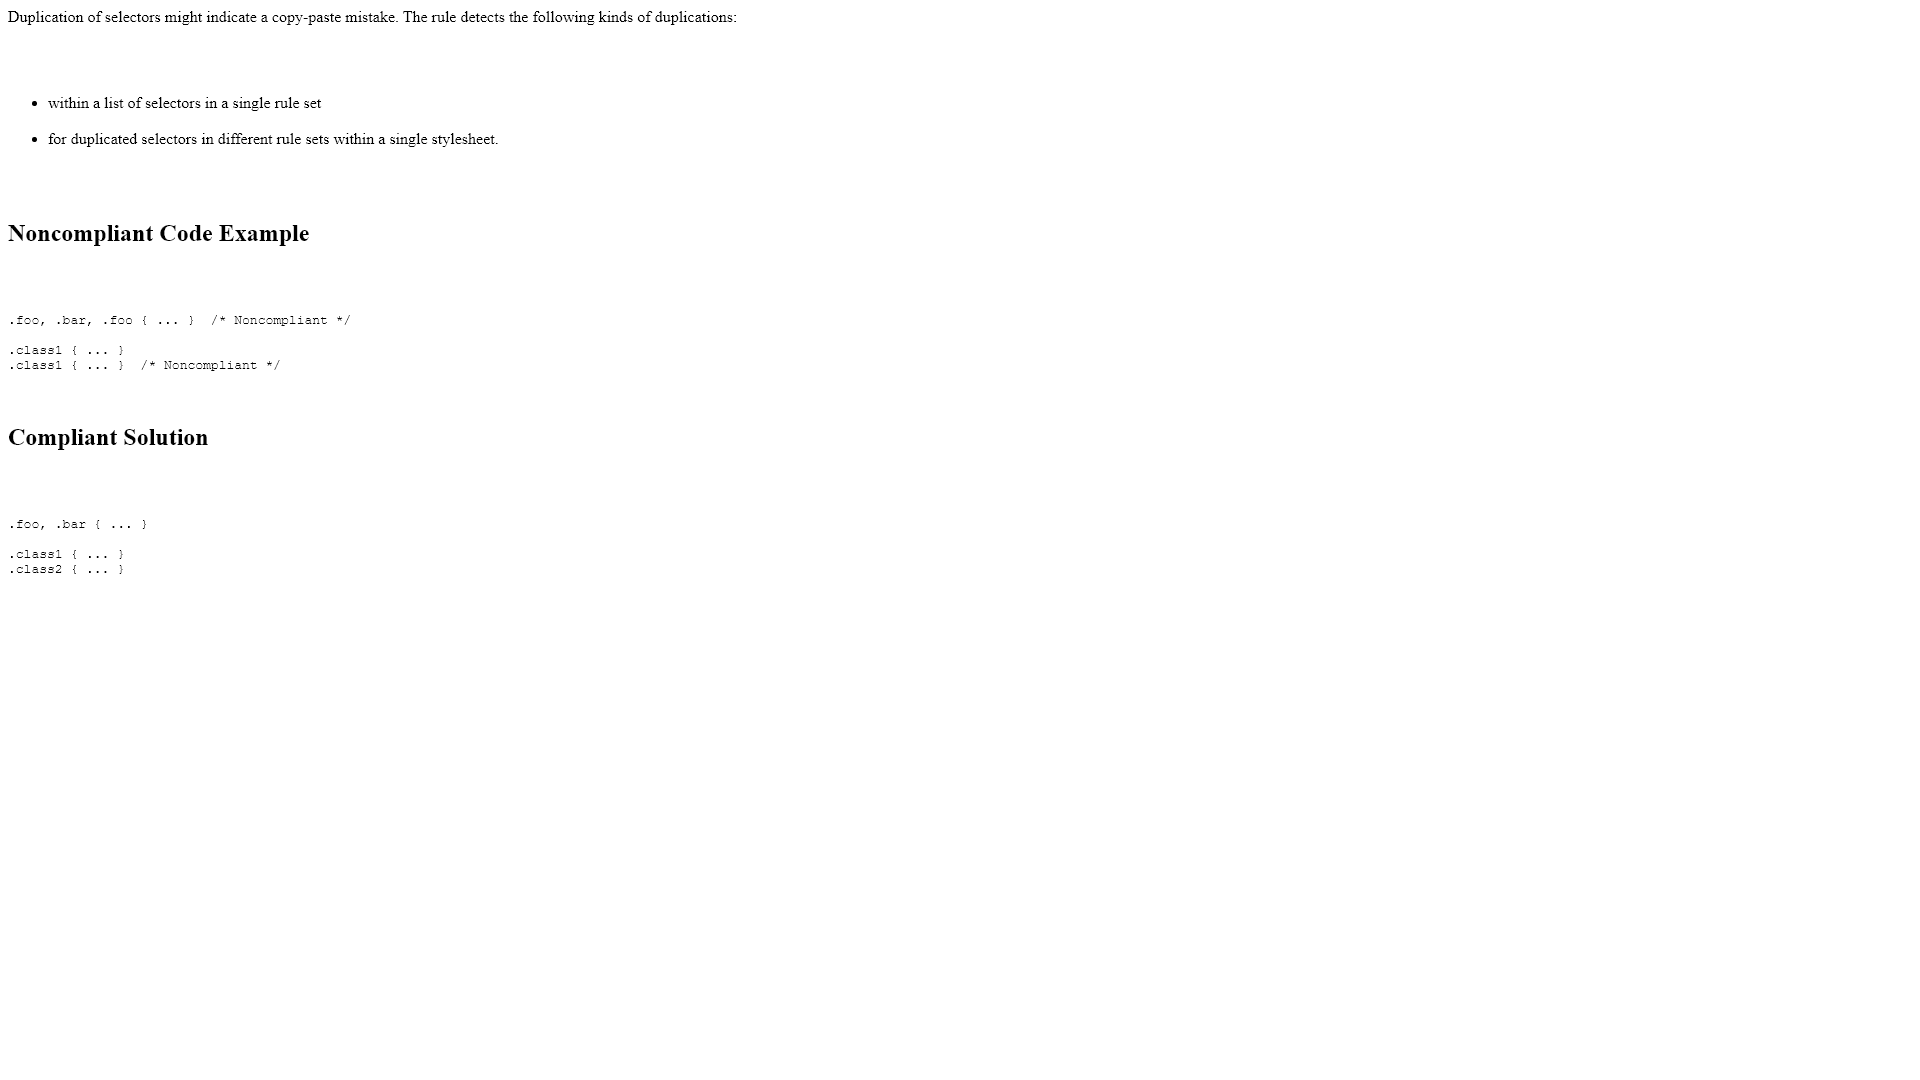 Duplication of selectors might indicate a copy-paste mistake. The rule detects the following kinds of duplications:
• within a list of selectors in a single rule set
• for duplicated selectors in different rule sets within a single stylesheet.
Noncompliant Code Example
.foo, .bar, .foo { ... }  /* Noncompliant */
.class1 { ... }
.class1 { ... }  /* Noncompliant */
Compliant Solution
.foo, .bar { ... }
.class1 { ... }
.class2 { ... }